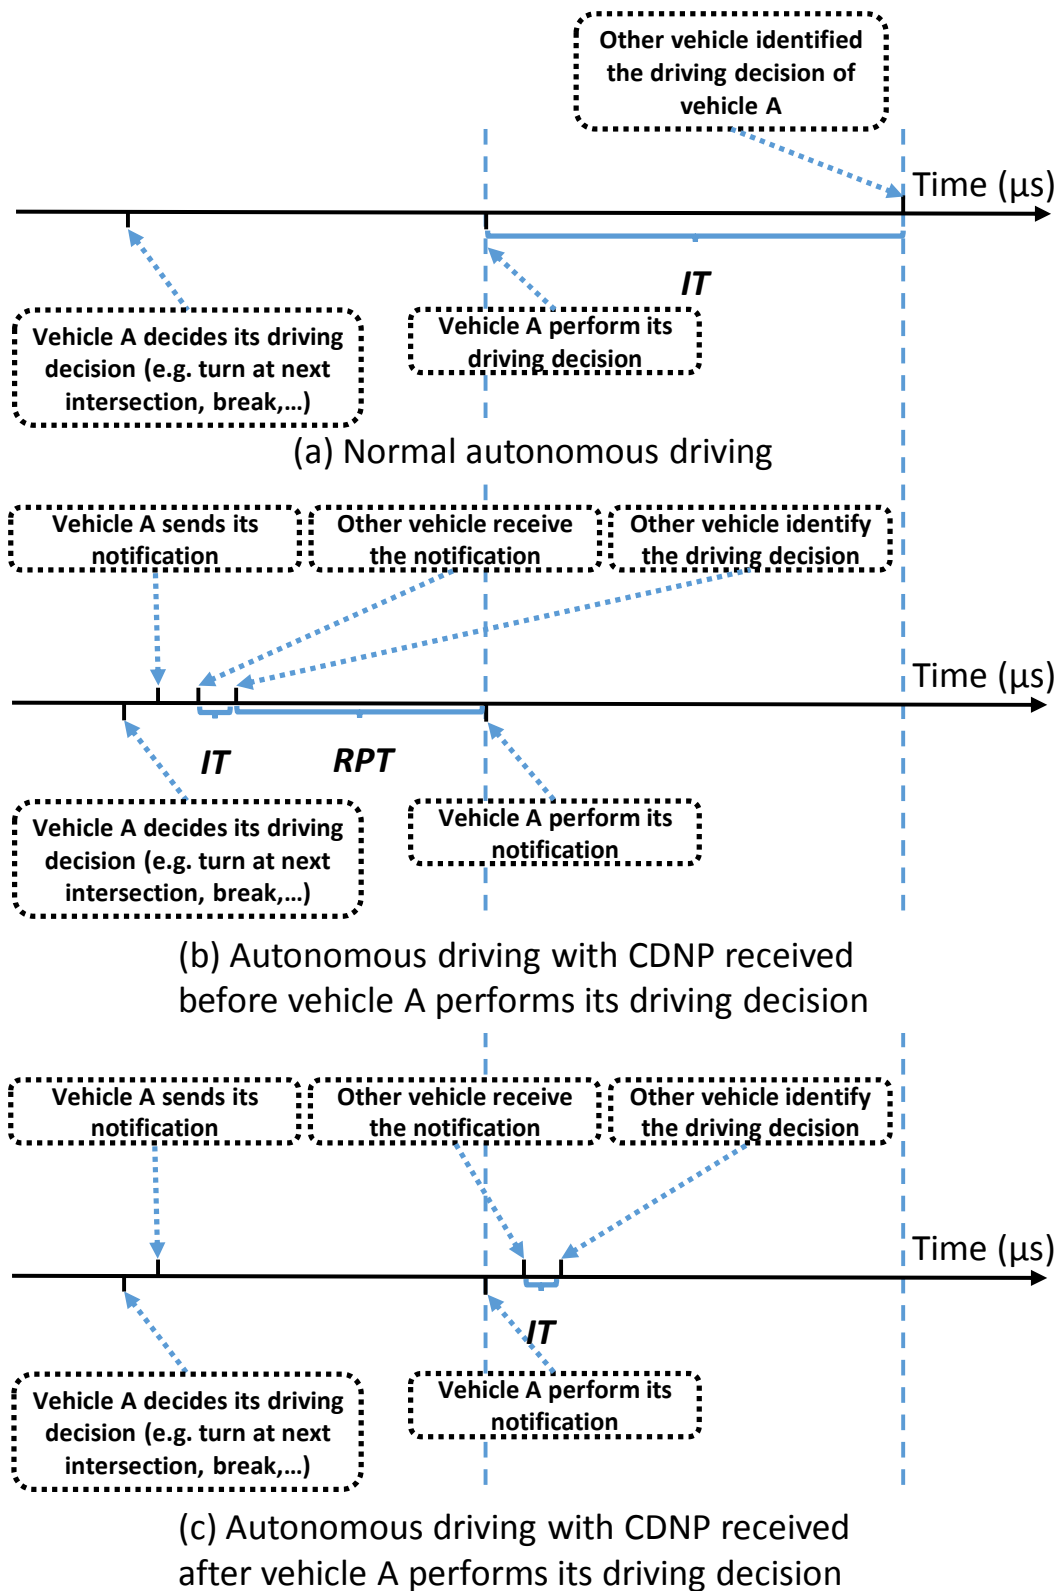 Other vehicle identified
the driving decision of
vehicle A
Time (µs)
IT
Vehicle A decides its driving
decision (e.g. turn at next
intersection, break,...)
Vehicle A perform its
driving decision
(a) Normal autonomous driving
Vehicle A sends its
notification
Other vehicle receive
the notification
Other vehicle identify
the driving decision
Time (µs)
IT
RPT
Vehicle A decides its driving
decision (e.g. turn at next
intersection, break,...)
Vehicle A perform its
notification
(b) Autonomous driving with CDNP received
before vehicle A performs its driving decision
Vehicle A sends its
notification
Other vehicle receive
the notification
Other vehicle identify
the driving decision
Time (µs)
IT
Vehicle A decides its driving
decision (e.g. turn at next
intersection, break,...)
Vehicle A perform its
notification
(c) Autonomous driving with CDNP received
after vehicle A performs its driving decision